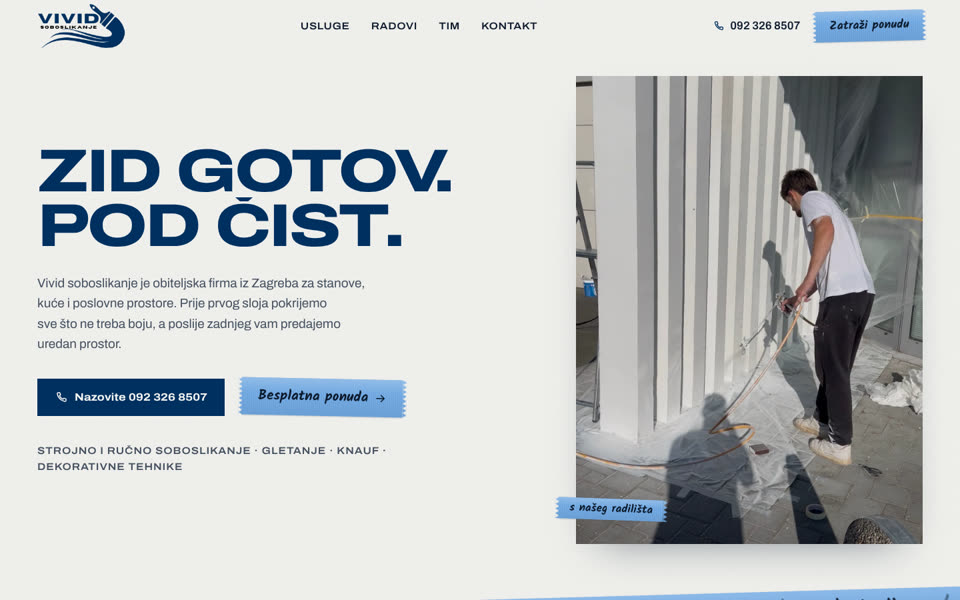 VIVID
SOBOSLIKANJE
USLUGE
RADOVI
TIM
KONTAKT
092 326 8507
Zatraži ponudu
ZID GOTOV.
POD ČIST.
Vivid soboslikanje je obiteljska firma iz Zagreba za stanove,
kuće i poslovne prostore. Prije prvog sloja pokrijemo
sve što ne treba boju, a poslije zadnjeg vam predajemo
uredan prostor.
Nazovite 092 326 8507
Besplatna ponuda →
STROJNO I RUČNO SOBOSLIKANJE · GLETANJE · KNAUF ·
DEKORATIVNE TEHNIKE
s našeg radilišta